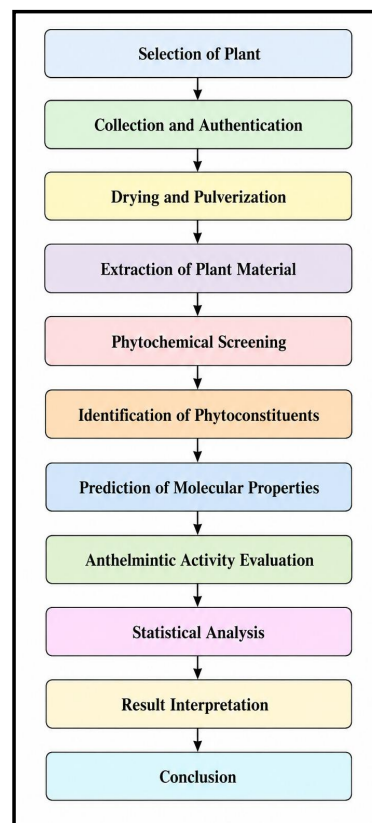 Selection of Plant
Collection and Authentication
Drying and Pulverization
Extraction of Plant Material
Phytochemical Screening
Identification of Phytoconstituents
Prediction of Molecular Properties
Anthelmintic Activity Evaluation
Statistical Analysis
Result Interpretation
Conclusion